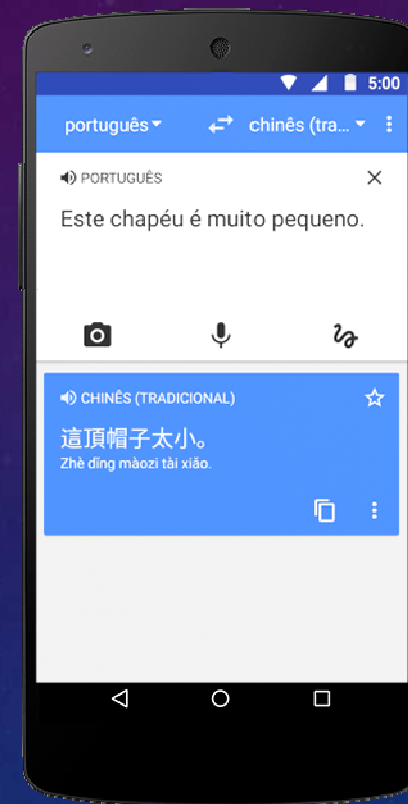 5:00
português chinês (tra...
PORTUGUÊS
Este chapéu é muito pequeno.
CHINÊS (TRADICIONAL)
這頂帽子太小。
Zhè dǐng màozi tài xiǎo.